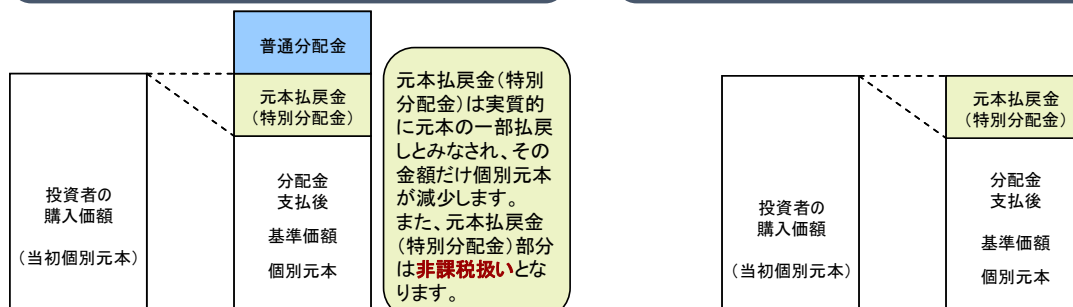 普通分配金
元本払戻金
(特別分配金)
投資者の
購入価額
(当初個別元本)
分配金
支払後
基準価額
個別元本
元本払戻金(特別
分配金)は実質的
に元本の一部払戻
しとみなされ、その
金額だけ個別元本
が減少します。
また、元本払戻金
(特別分配金)部分
は非課税扱いとな
ります。
元本払戻金
(特別分配金)
投資者の
購入価額
(当初個別元本)
分配金
支払後
基準価額
個別元本